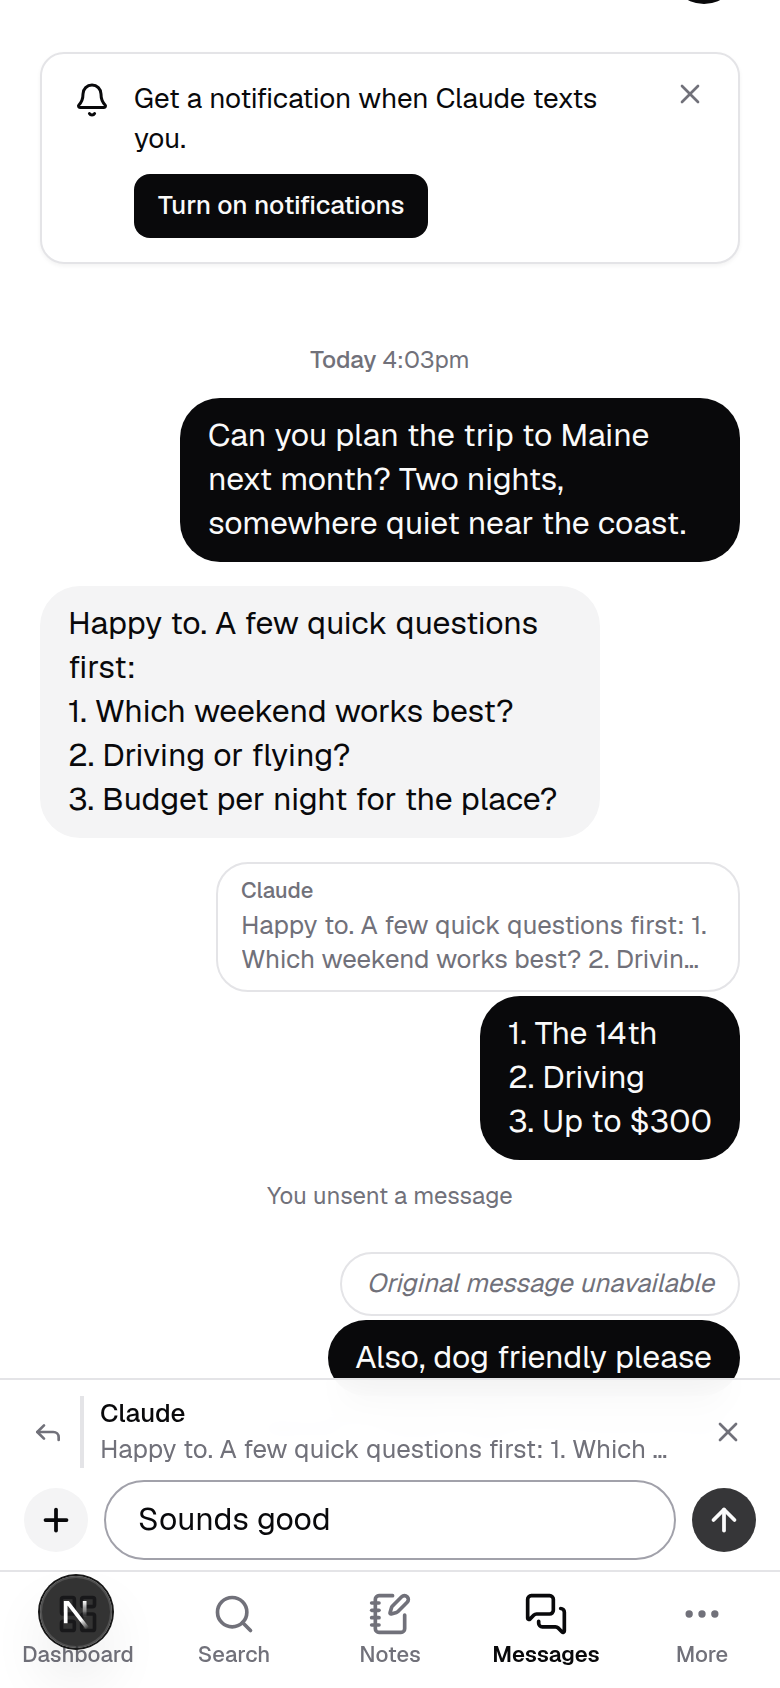 Get a notification when Claude texts
you.
Turn on notifications
Today 4:03pm
Can you plan the trip to Maine
next month? Two nights,
somewhere quiet near the coast.
Happy to. A few quick questions
first:
1. Which weekend works best?
2. Driving or flying?
3. Budget per night for the place?
Claude
Happy to. A few quick questions first: 1.
Which weekend works best? 2. Drivin...
1. The 14th
2. Driving
3. Up to $300
You unsent a message
Original message unavailable
Also, dog friendly please
Claude
Happy to. A few quick questions first: 1. Which ...
Sounds good
N
Dashboard
Search
Notes
Messages
More